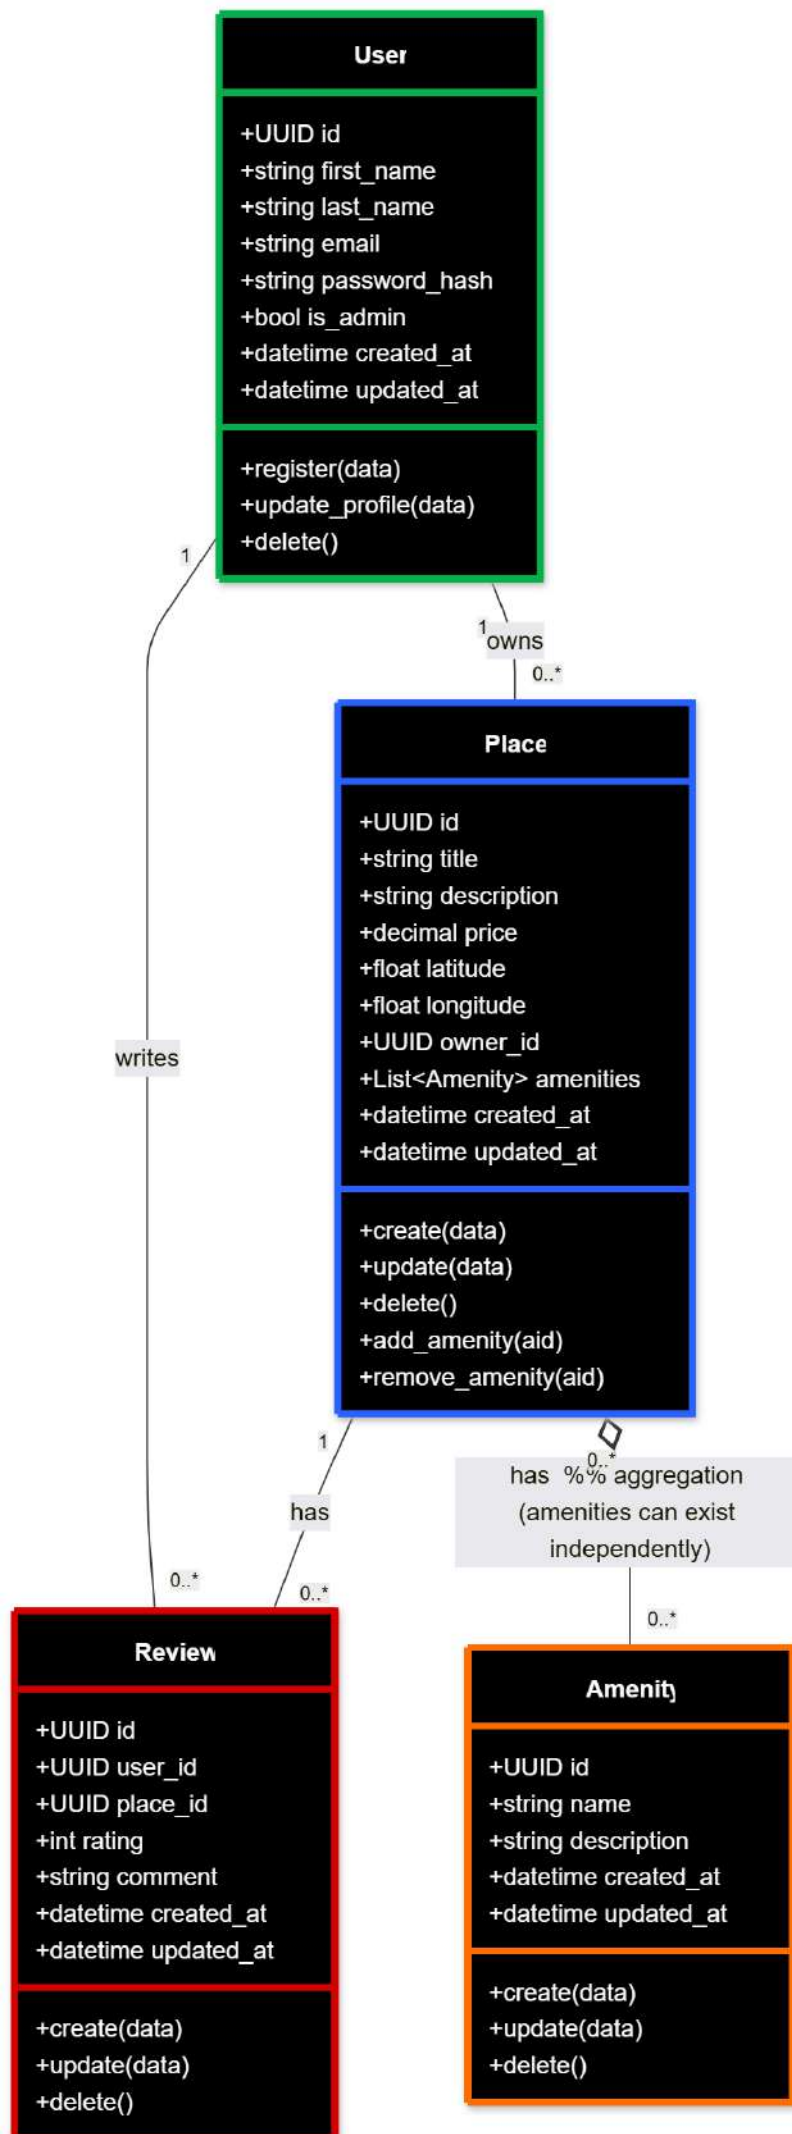 User
+UUID id
+string first_name
+string last_name
+string email
+string password_hash
+bool is_admin
+datetime created_at
+datetime updated_at
+register(data)
+update_profile(data)
+delete()
1
1
owns
0..*
Place
+UUID id
+string title
+string description
+decimal price
+float latitude
+float longitude
+UUID owner_id
+List<Amenity> amenities
+datetime created_at
+datetime updated_at
+create(data)
+update(data)
+delete()
+add_amenity(aid)
+remove_amenity(aid)
writes
1
has
0..*
0..*
0..*
has %% aggregation
(amenities can exist
independently)
0..*
Review
+UUID id
+UUID user_id
+UUID place_id
+int rating
+string comment
+datetime created_at
+datetime updated_at
+create(data)
+update(data)
+delete()
Amenity
+UUID id
+string name
+string description
+datetime created_at
+datetime updated_at
+create(data)
+update(data)
+delete()